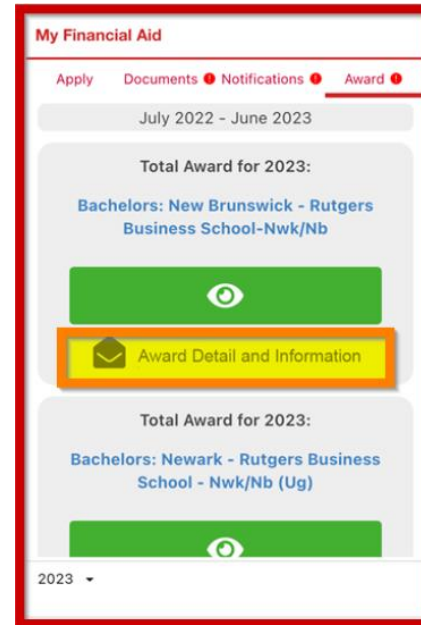 My Financial Aid
Apply Documents Notifications Award
July 2022 - June 2023
Total Award for 2023:
Bachelors: New Brunswick - Rutgers
Business School-Nwk/Nb
Award Detail and Information
Total Award for 2023:
Bachelors: Newark - Rutgers Business
School - Nwk/Nb (Ug)
2023